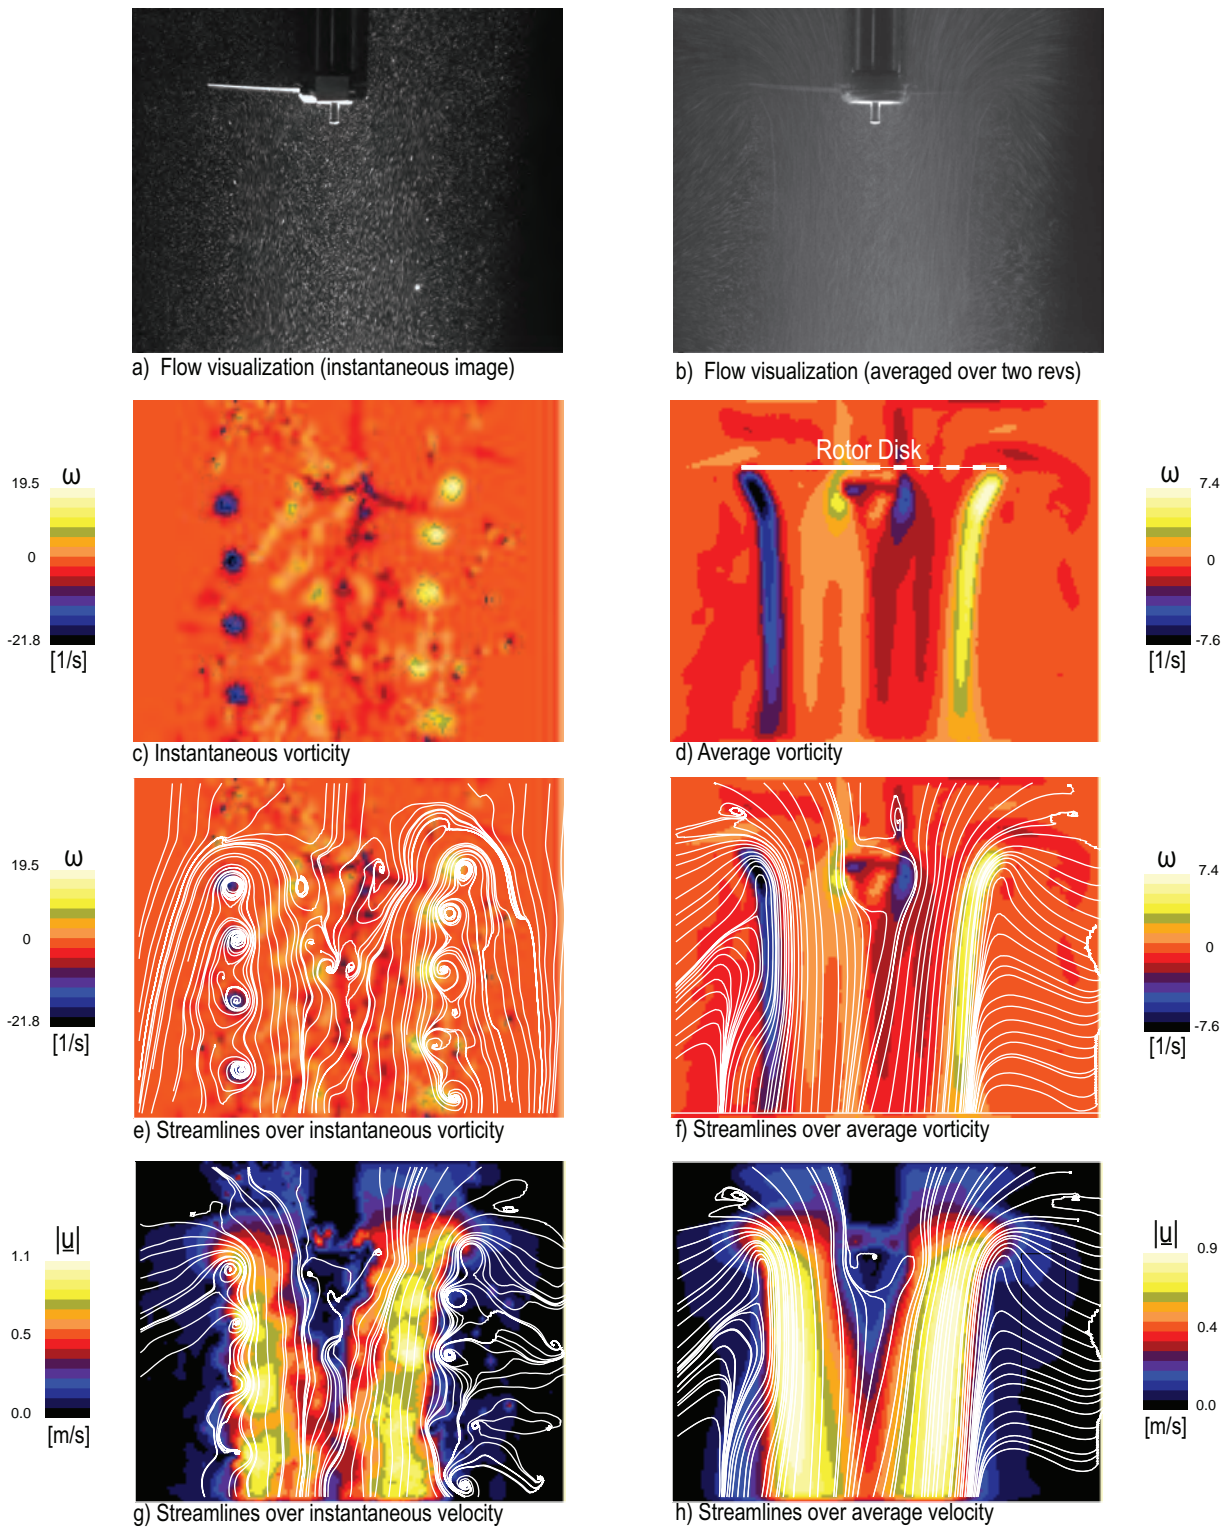 a)  Flow visualization (instantaneous image)
b)  Flow visualization (averaged over two revs)
ω
19.5
0
-21.8
[1/s]
c) Instantaneous vorticity
Rotor Disk
ω
7.4
0
-7.6
[1/s]
d) Average vorticity
ω
19.5
0
-21.8
[1/s]
e) Streamlines over instantaneous vorticity
ω
7.4
0
-7.6
[1/s]
f) Streamlines over average vorticity
|u|
1.1
0.5
0.0
[m/s]
g) Streamlines over instantaneous velocity
|u|
0.9
0.4
0.0
[m/s]
h) Streamlines over average velocity